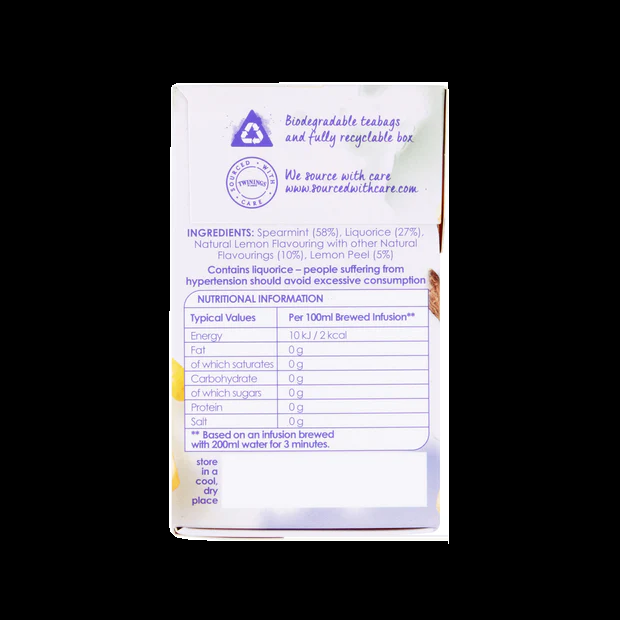 Biodegradable teabags
and fully recyclable box
SOURCED • WITH • CARE •
TWININGS
We source with care
www.sourcedwithcare.com
INGREDIENTS: Spearmint (58%), Liquorice (27%),
Natural Lemon Flavouring with other Natural
Flavourings (10%), Lemon Peel (5%)
Contains liquorice – people suffering from
hypertension should avoid excessive consumption
NUTRITIONAL INFORMATION
Typical Values Per 100ml Brewed Infusion**
Energy 10 kJ / 2 kcal
Fat 0 g
of which saturates 0 g
Carbohydrate 0 g
of which sugars 0 g
Protein 0 g
Salt 0 g
** Based on an infusion brewed
with 200ml water for 3 minutes.
store
in a
cool,
dry
place